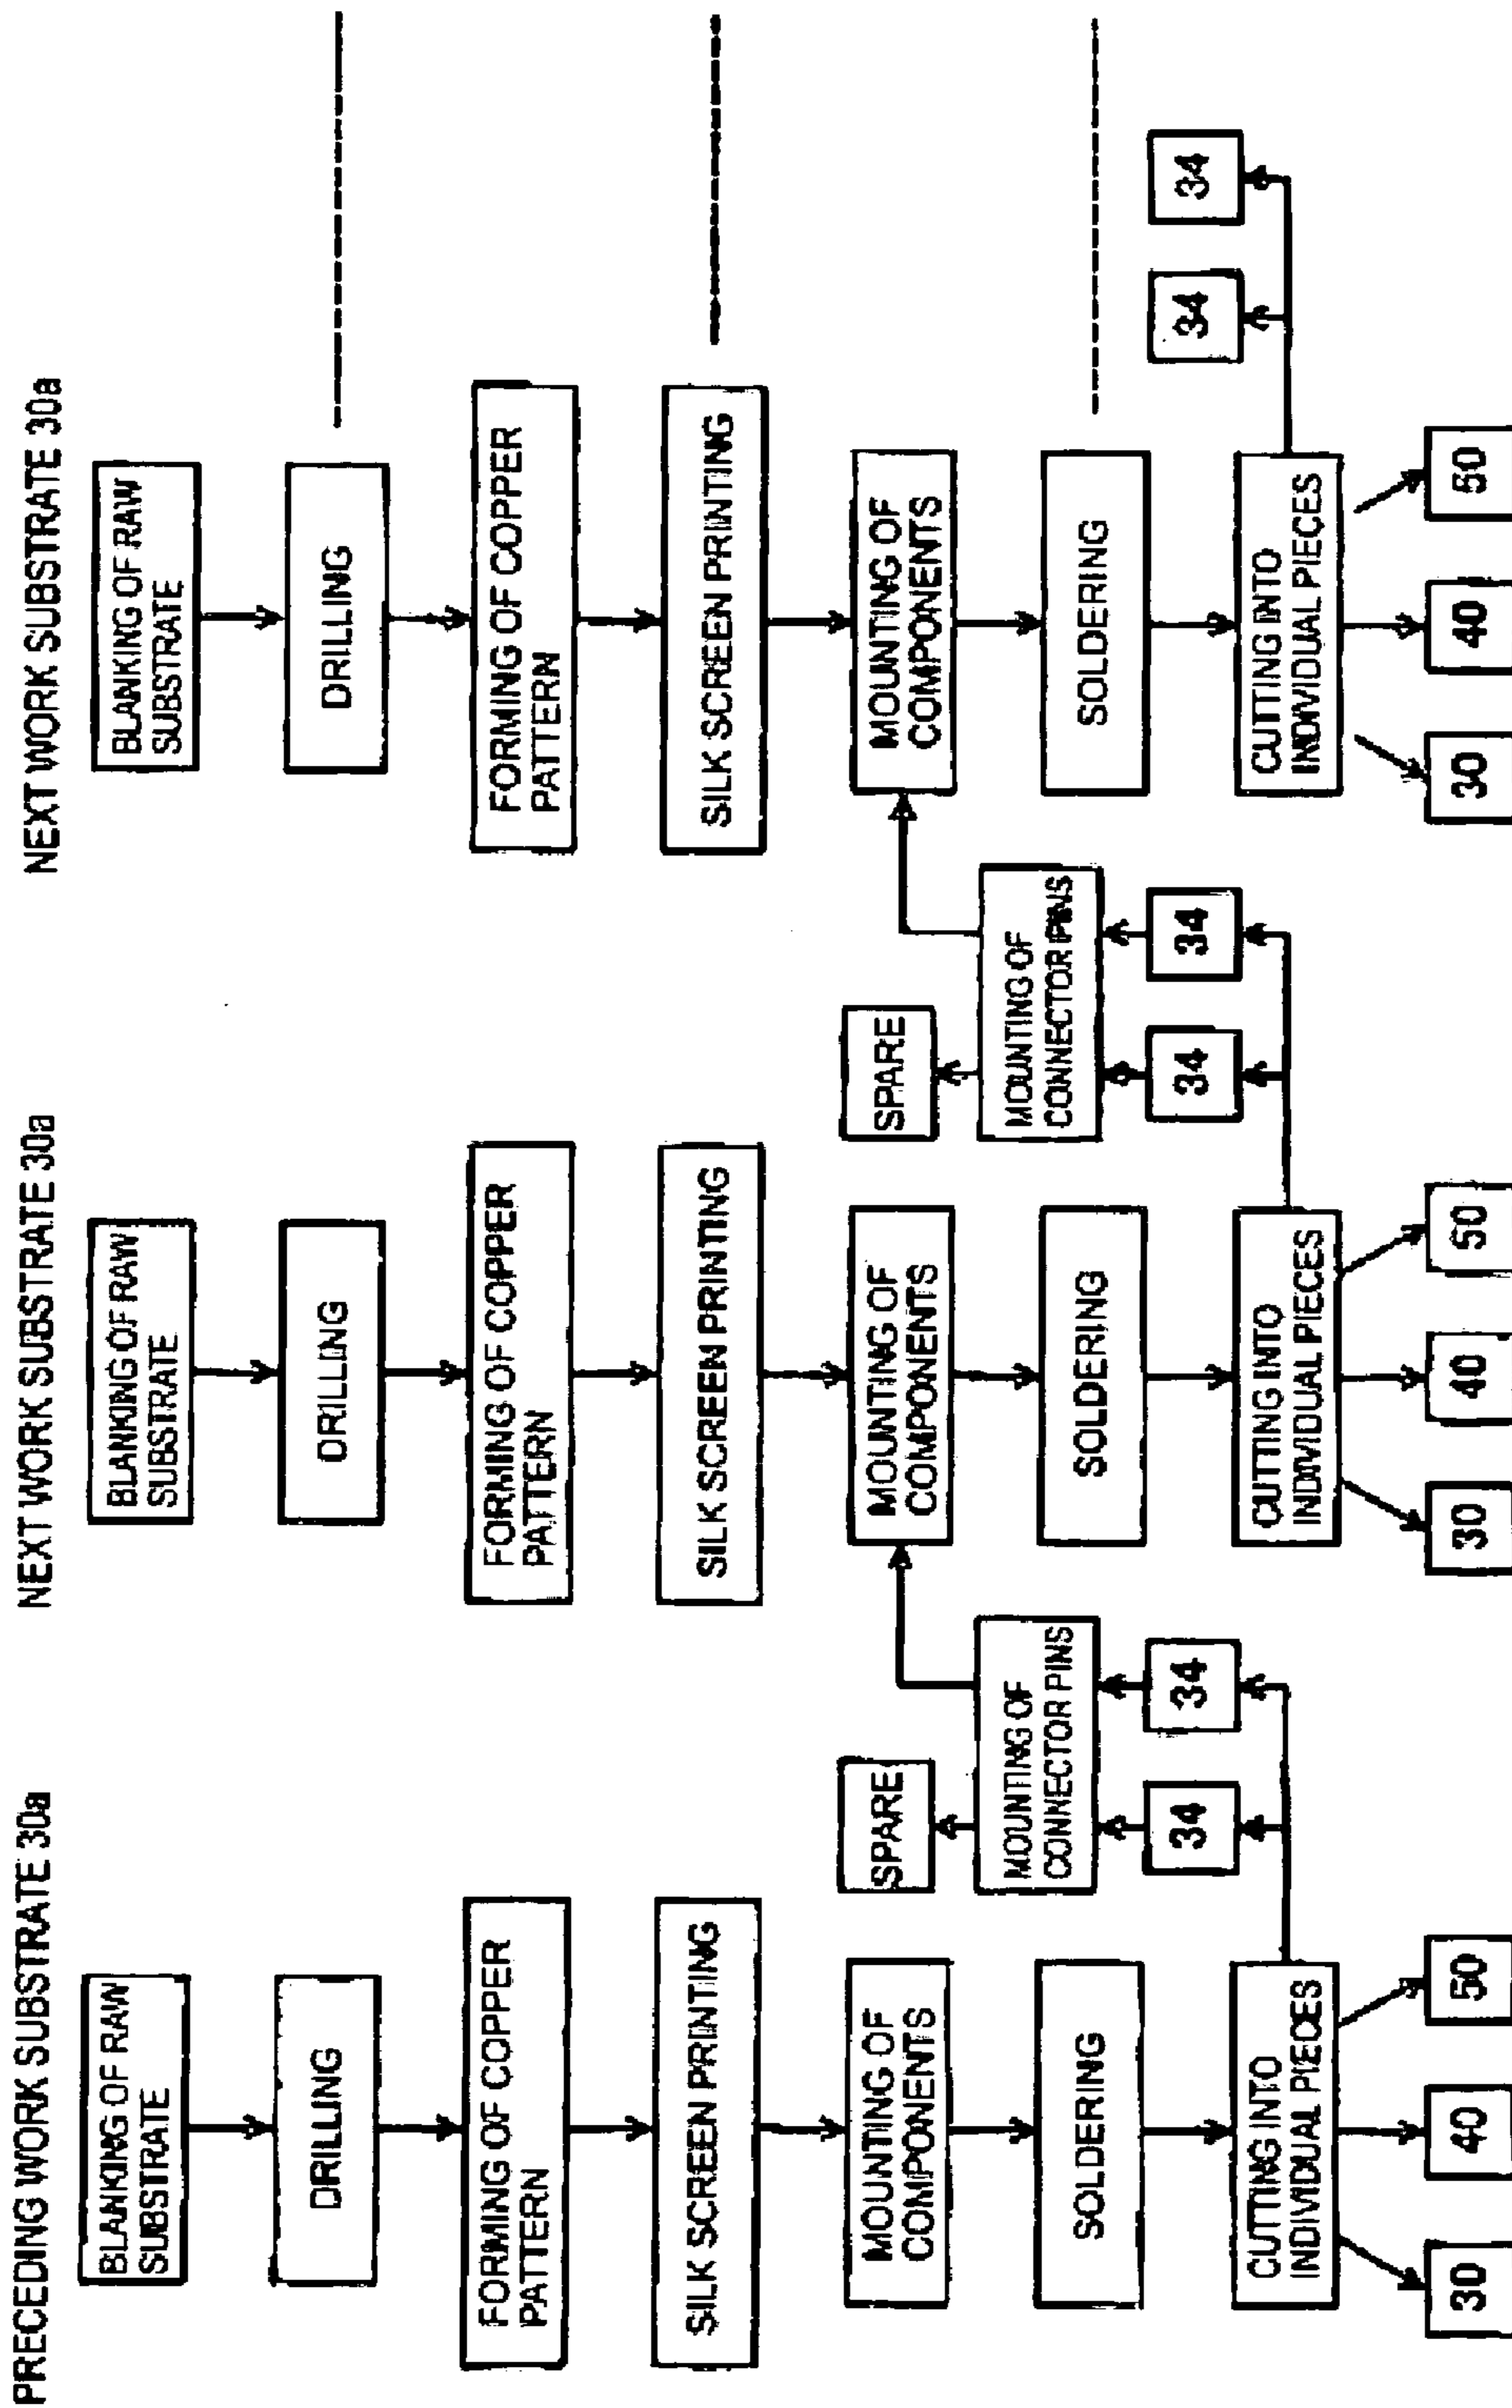 PRECEDING WORK SUBSTRATE 30a
BLANKING OF RAW
SUBSTRATE
DRILLING
FORMING OF COPPER
PATTERN
SILK SCREEN PRINTING
MOUNTING OF
COMPONENTS
SOLDERING
CUTTING INTO
INDIVIDUAL PIECES
30
40
50
SPARE
MOUNTING OF
CONNECTOR PINS
34
34
NEXT WORK SUBSTRATE 30a
BLANKING OF RAW
SUBSTRATE
DRILLING
FORMING OF COPPER
PATTERN
SILK SCREEN PRINTING
MOUNTING OF
COMPONENTS
SOLDERING
CUTTING INTO
INDIVIDUAL PIECES
30
40
50
SPARE
MOUNTING OF
CONNECTOR PINS
34
34
NEXT WORK SUBSTRATE 30a
BLANKING OF RAW
SUBSTRATE
DRILLING
FORMING OF COPPER
PATTERN
SILK SCREEN PRINTING
MOUNTING OF
COMPONENTS
SOLDERING
CUTTING INTO
INDIVIDUAL PIECES
30
40
50
34
34